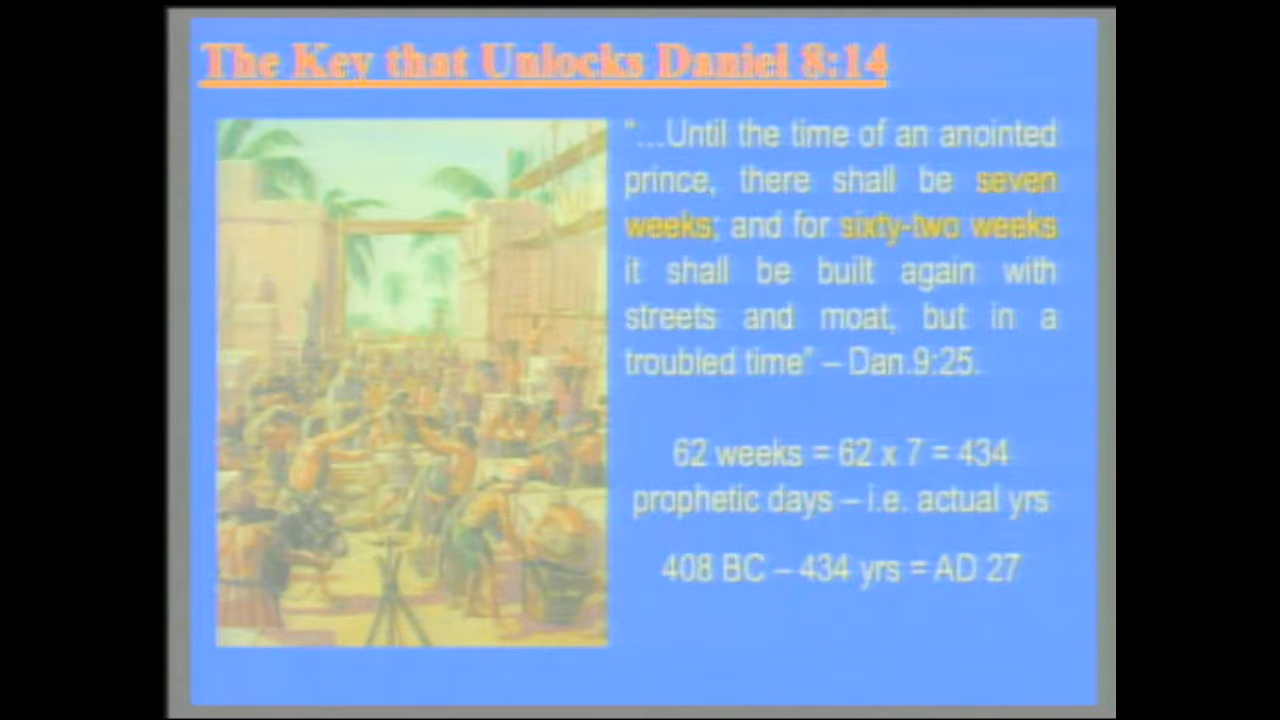 The Key that Unlocks Daniel 8:14
“...Until the time of an anointed
prince, there shall be seven
weeks; and for sixty-two weeks
it shall be built again with
streets and moat, but in a
troubled time” – Dan.9:25.
62 weeks = 62 x 7 = 434
prophetic days – i.e. actual yrs
408 BC – 434 yrs = AD 27